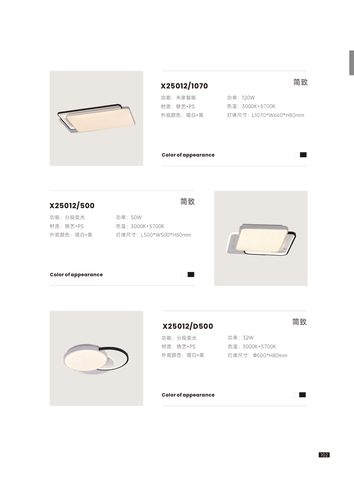 简致
X25012/1070
功能：米家智能 功率：120W
材质：铁艺+PS 色温：3000K+5700K
外观颜色：暗白+黑 灯体尺寸：L1070*W660*H80mm
Color of appearance
简致
X25012/500
功能：分段变光 功率：50W
材质：铁艺+PS 色温：3000K+5700K
外观颜色：暗白+黑 灯体尺寸：L500*W500*H80mm
Color of appearance
简致
X25012/D500
功能：分段变光 功率：32W
材质：铁艺+PS 色温：3000K+5700K
外观颜色：暗白+黑 灯体尺寸：Φ500*H80mm
Color of appearance
102